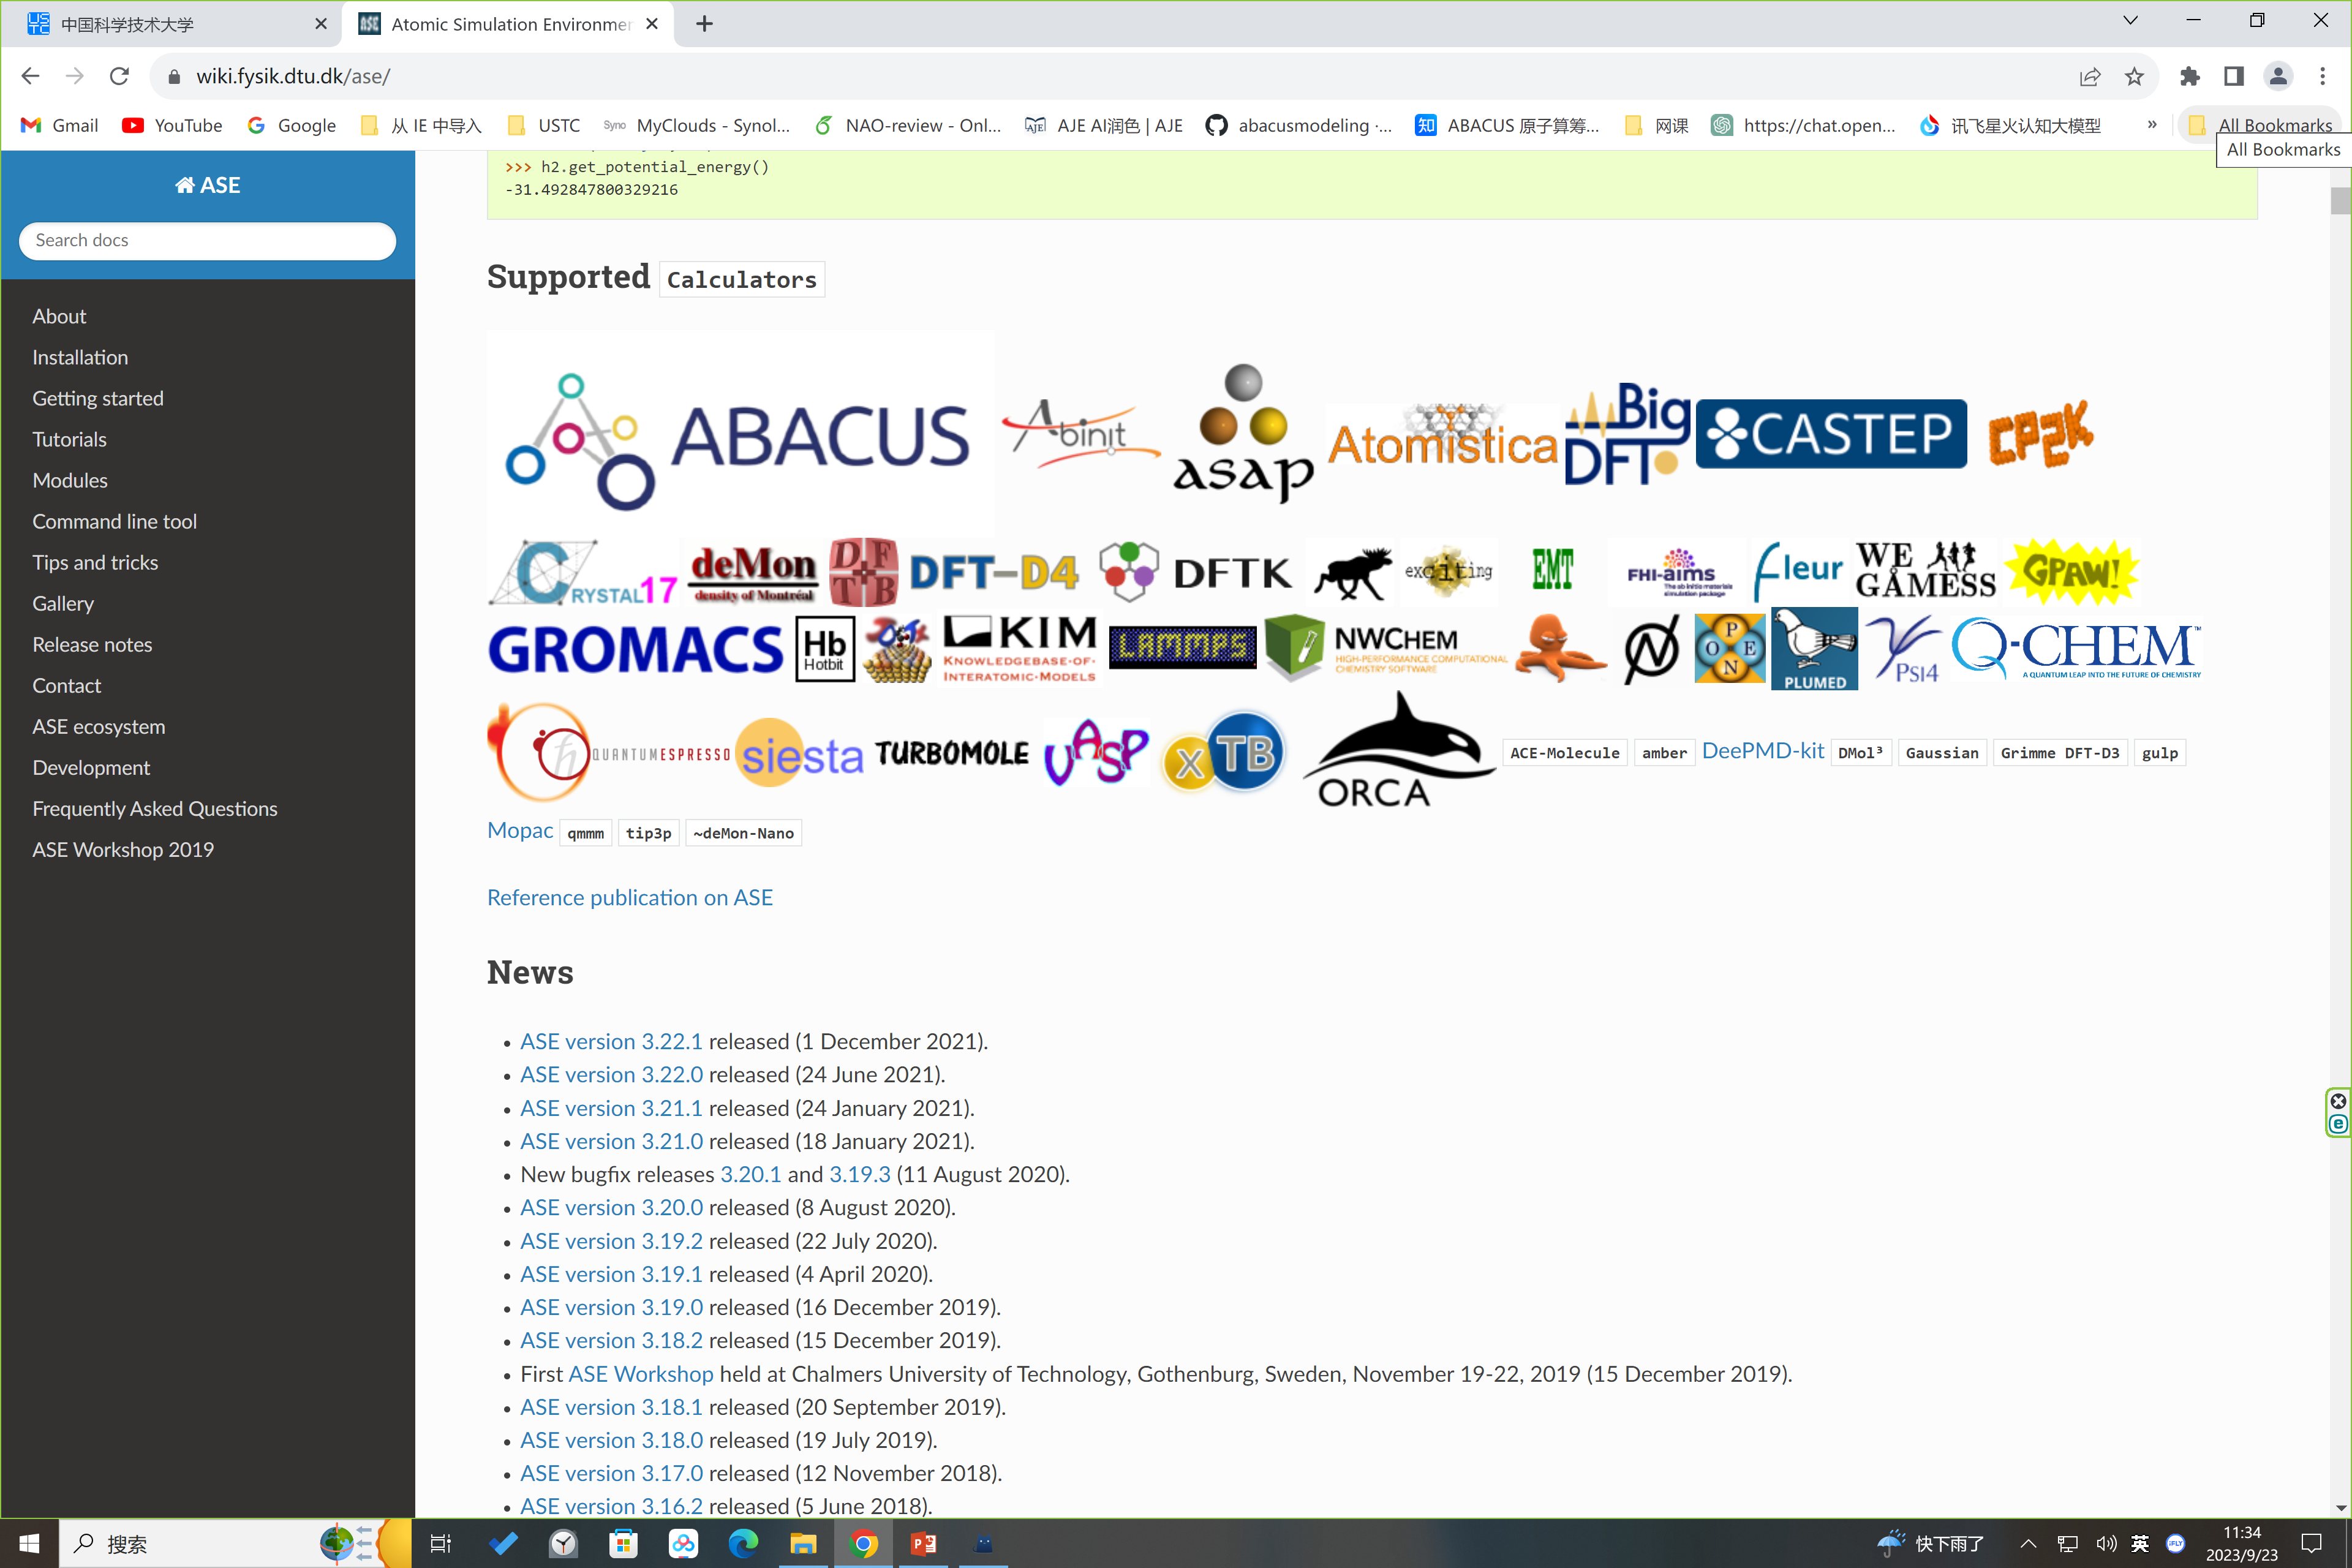 中国科学技术大学
Atomic Simulation Environmen
wiki.fysik.dtu.dk/ase/
Gmail YouTube Google 从 IE 中导入 USTC MyClouds - Synol... NAO-review - Onl... AJE AI润色 | AJE abacusmodeling ·... ABACUS 原子算筹... 网课 https://chat.open... 讯飞星火认知大模型 » All Bookmarks
All Bookmarks
ASE
Search docs
About
Installation
Getting started
Tutorials
Modules
Command line tool
Tips and tricks
Gallery
Release notes
Contact
ASE ecosystem
Development
Frequently Asked Questions
ASE Workshop 2019
>>> h2.get_potential_energy()
-31.492847800329216
Supported Calculators
ABACUS Abinit asap Atomistica BigDFT CASTEP CP2K
CRYSTAL17 deMon density of Montréal DFTB DFT-D4 DFTK exciting EMT FHI-aims The ab initio materials simulation package fleur WE GAMESS GPAW!
GROMACS Hb Hotbit KIM KNOWLEDGEBASE-OF-INTERATOMIC-MODELS LAMMPS NWCHEM HIGH-PERFORMANCE COMPUTATIONAL CHEMISTRY SOFTWARE OPEN PLUMED PSI4 Q-CHEM™ A QUANTUM LEAP INTO THE FUTURE OF CHEMISTRY
QUANTUMESPRESSO siesta TURBOMOLE VASP xTB ORCA ACE-Molecule amber DeePMD-kit DMol³ Gaussian Grimme DFT-D3 gulp
Mopac qmmm tip3p ~deMon-Nano
Reference publication on ASE
News
• ASE version 3.22.1 released (1 December 2021).
• ASE version 3.22.0 released (24 June 2021).
• ASE version 3.21.1 released (24 January 2021).
• ASE version 3.21.0 released (18 January 2021).
• New bugfix releases 3.20.1 and 3.19.3 (11 August 2020).
• ASE version 3.20.0 released (8 August 2020).
• ASE version 3.19.2 released (22 July 2020).
• ASE version 3.19.1 released (4 April 2020).
• ASE version 3.19.0 released (16 December 2019).
• ASE version 3.18.2 released (15 December 2019).
• First ASE Workshop held at Chalmers University of Technology, Gothenburg, Sweden, November 19-22, 2019 (15 December 2019).
• ASE version 3.18.1 released (20 September 2019).
• ASE version 3.18.0 released (19 July 2019).
• ASE version 3.17.0 released (12 November 2018).
• ASE version 3.16.2 released (5 June 2018).
搜索
快下雨了
英
11:34
2023/9/23